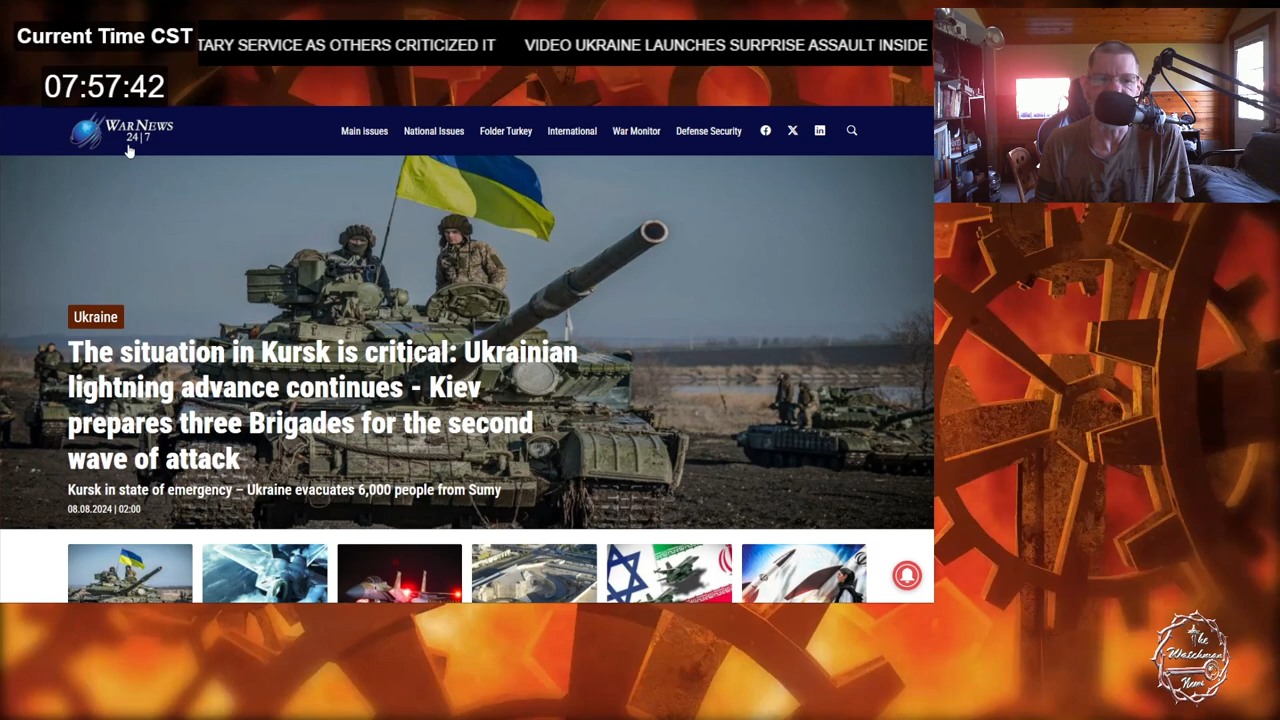 Current Time CST
TARY SERVICE AS OTHERS CRITICIZED IT VIDEO UKRAINE LAUNCHES SURPRISE ASSAULT INSIDE
07:57:42
WARNEWS
24|7
Main issues National Issues Folder Turkey International War Monitor Defense Security
Ukraine
The situation in Kursk is critical: Ukrainian
lightning advance continues - Kiev
prepares three Brigades for the second
wave of attack
Kursk in state of emergency – Ukraine evacuates 6,000 people from Sumy
08.08.2024 | 02:00
The
Watchman
News